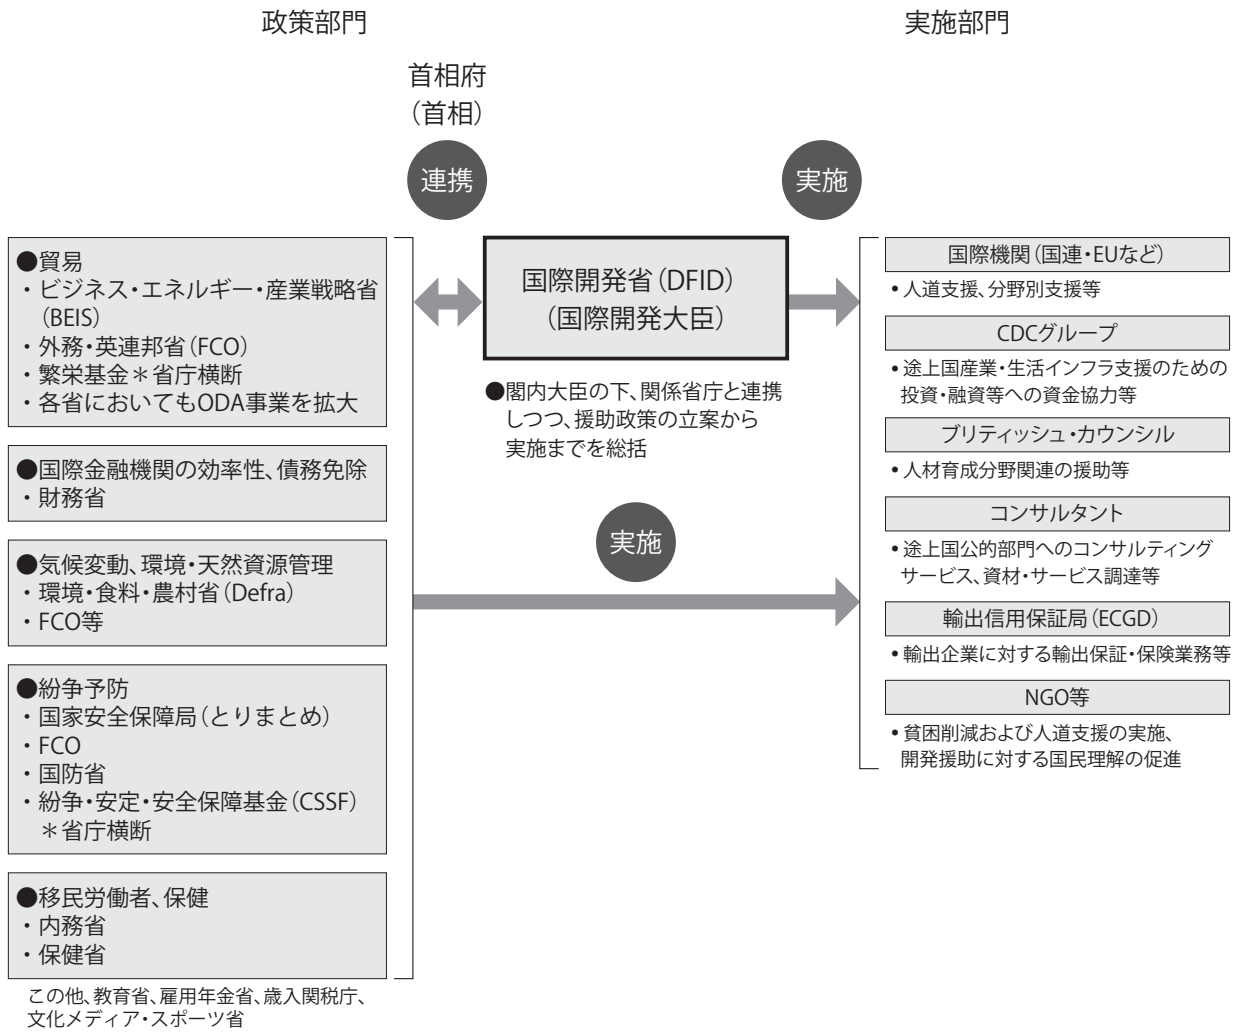 政策部門
実施部門
首相府
（首相）
連携
実施
●貿易
・ビジネス・エネルギー・産業戦略省
（BEIS）
・外務・英連邦省（FCO）
・繁栄基金＊省庁横断
・各省においてもODA事業を拡大
●国際金融機関の効率性、債務免除
・財務省
●気候変動、環境・天然資源管理
・環境・食料・農村省（Defra）
・FCO等
●紛争予防
・国家安全保障局（とりまとめ）
・FCO
・国防省
・紛争・安定・安全保障基金（CSSF）
＊省庁横断
●移民労働者、保健
・内務省
・保健省
この他、教育省、雇用年金省、歳入関税庁、
文化メディア・スポーツ省
国際開発省（DFID）
（国際開発大臣）
●閣内大臣の下、関係省庁と連携
しつつ、援助政策の立案から
実施までを総括
実施
国際機関（国連・EUなど）
•人道支援、分野別支援等
CDCグループ
•途上国産業・生活インフラ支援のための
投資・融資等への資金協力等
ブリティッシュ・カウンシル
•人材育成分野関連の援助等
コンサルタント
•途上国公的部門へのコンサルティング
サービス、資材・サービス調達等
輸出信用保証局（ECGD）
•輸出企業に対する輸出保証・保険業務等
NGO等
•貧困削減および人道支援の実施、
開発援助に対する国民理解の促進